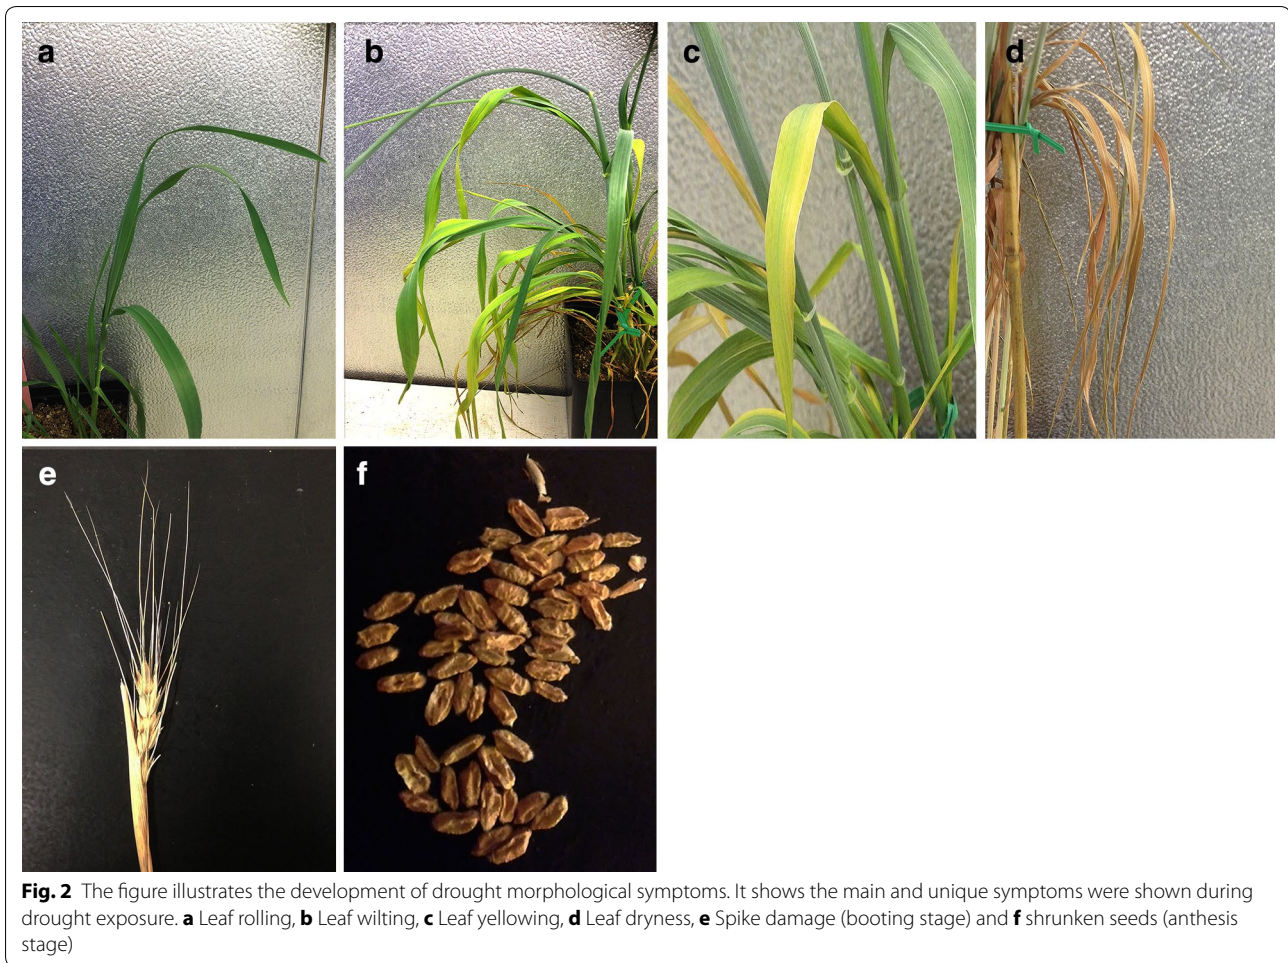 a
b
c
d
e
f
Fig. 2 The figure illustrates the development of drought morphological symptoms. It shows the main and unique symptoms were shown during
drought exposure. a Leaf rolling, b Leaf wilting, c Leaf yellowing, d Leaf dryness, e Spike damage (booting stage) and f shrunken seeds (anthesis
stage)